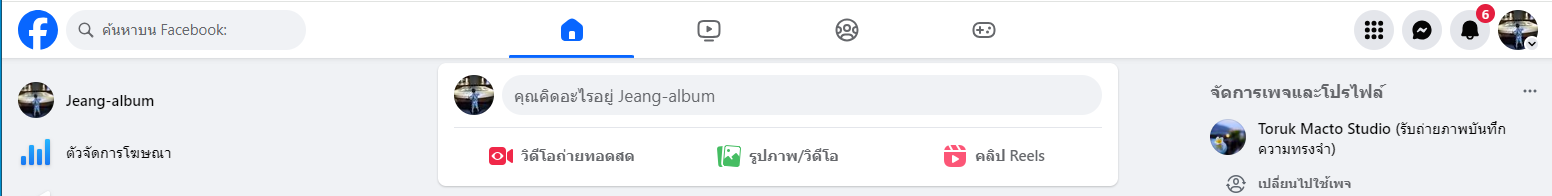 ค้นหาบน Facebook:
6
Jeang-album
ตัวจัดการโฆษณา
คุณคิดอะไรอยู่ Jeang-album
วิดีโอถ่ายทอดสด
รูปภาพ/วิดีโอ
คลิป Reels
จัดการเพจและโปรไฟล์
Toruk Macto Studio (รับถ่ายภาพบันทึก
ความทรงจำ)
เปลี่ยนไปใช้เพจ